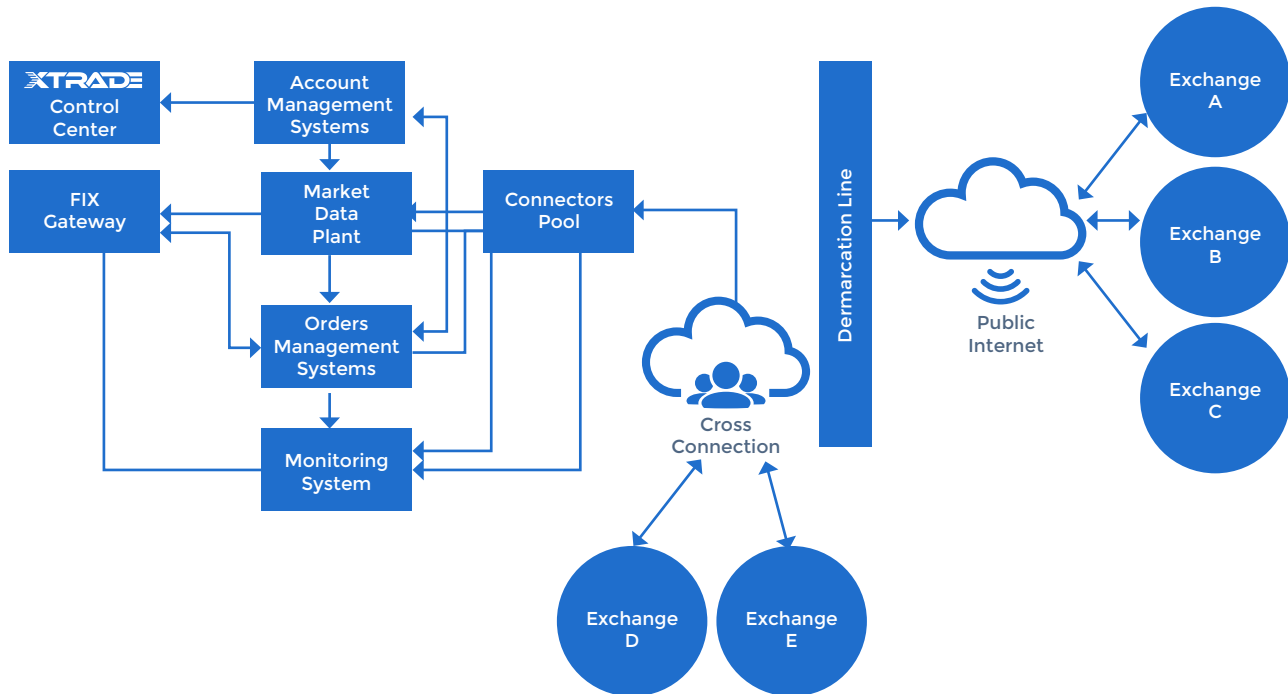 XTRADE
Control
Center
Account
Management
Systems
FIX
Gateway
Market
Data
Plant
Connectors
Pool
Orders
Management
Systems
Monitoring
System
Cross
Connection
Dermarcation Line
Public
Internet
Exchange
A
Exchange
B
Exchange
C
Exchange
D
Exchange
E